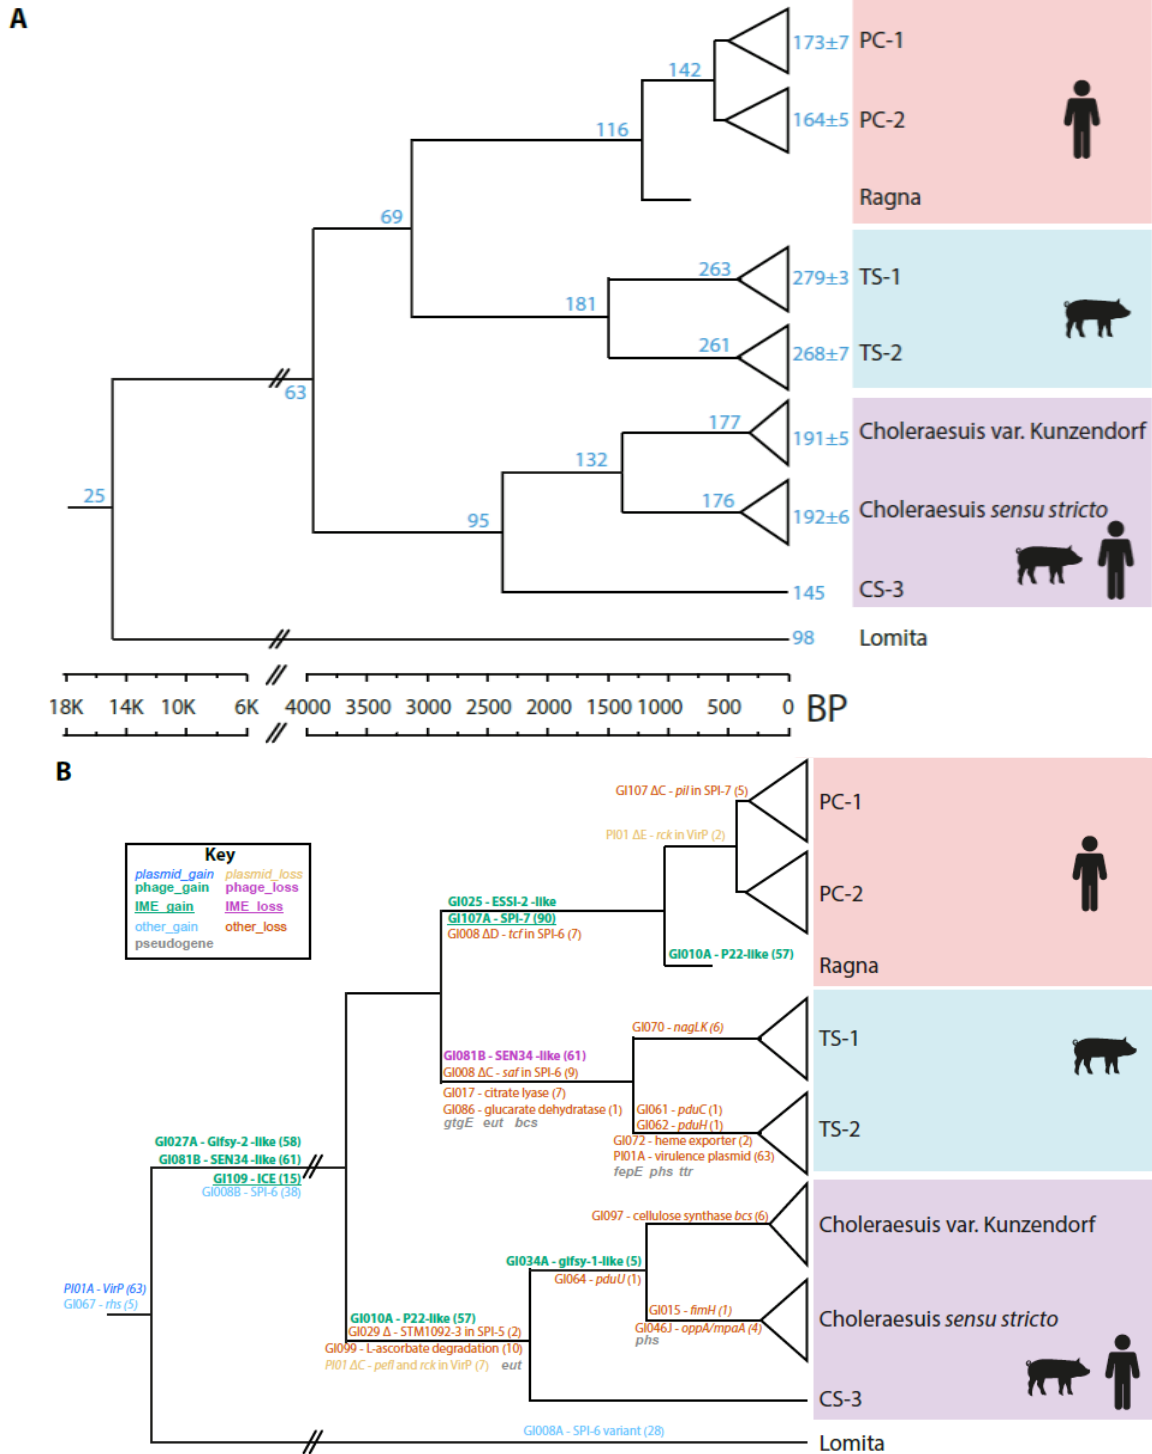 A
173±7 PC-1
142
164±5 PC-2
116
Ragna
69
263 279±3 TS-1
181
261 268±7 TS-2
63
177 191±5 Choleraesuis var. Kunzendorf
132
25
176 192±6 Choleraesuis sensu stricto
95
145 CS-3
98 Lomita
18K 14K 10K 6K 4000 3500 3000 2500 2000 1500 1000 500 0 BP
B
GI107 ΔC - pil in SPI-7 (5)
PC-1
PI01 ΔE - rck in VirP (2)
Key
plasmid_gain plasmid_loss
phage_gain phage_loss
IME_gain IME_loss
other_gain other_loss
pseudogene
PC-2
GI025 - ESSI-2 -like
GI107A - SPI-7 (90)
GI008 ΔD - tcf in SPI-6 (7)
GI010A - P22-like (57)
Ragna
GI070 - nagLK (6)
TS-1
GI081B - SEN34 -like (61)
GI008 ΔC - saf in SPI-6 (9)
GI017 - citrate lyase (7)
GI086 - glucarate dehydratase (1)
gtgE eut bcs
GI061 - pduC (1)
GI062 - pduH (1)
TS-2
GI072 - heme exporter (2)
PI01A - virulence plasmid (63)
fepE phs ttr
GI027A - Gifsy-2 -like (58)
GI081B - SEN34 -like (61)
GI109 - ICE (15)
GI008B - SPI-6 (38)
GI097 - cellulose synthase bcs (6)
Choleraesuis var. Kunzendorf
GI034A - gifsy-1-like (5)
GI064 - pduU (1)
PI01A - VirP (63)
GI067 - rhs (5)
GI015 - fimH (1)
GI046J - oppA/mpaA (4)
phs
Choleraesuis sensu stricto
GI010A - P22-like (57)
GI029 Δ - STM1092-3 in SPI-5 (2)
GI099 - L-ascorbate degradation (10)
PI01 ΔC - pefI and rck in VirP (7) eut
CS-3
GI008A - SPI-6 variant (28)
Lomita